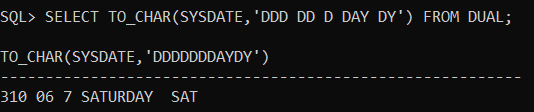 SQL> SELECT TO_CHAR(SYSDATE,'DDD DD D DAY DY') FROM DUAL;
TO_CHAR(SYSDATE,'DDDDDDDAYDY')
----------------------------------------------------------
310 06 7 SATURDAY  SAT